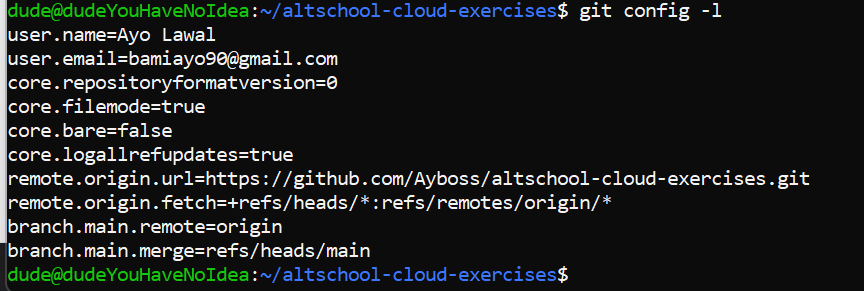 dude@dudeYouHaveNoIdea:~/altschool-cloud-exercises$ git config -l
user.name=Ayo Lawal
user.email=bamiayo90@gmail.com
core.repositoryformatversion=0
core.filemode=true
core.bare=false
core.logallrefupdates=true
remote.origin.url=https://github.com/Ayboss/altschool-cloud-exercises.git
remote.origin.fetch=+refs/heads/*:refs/remotes/origin/*
branch.main.remote=origin
branch.main.merge=refs/heads/main
dude@dudeYouHaveNoIdea:~/altschool-cloud-exercises$